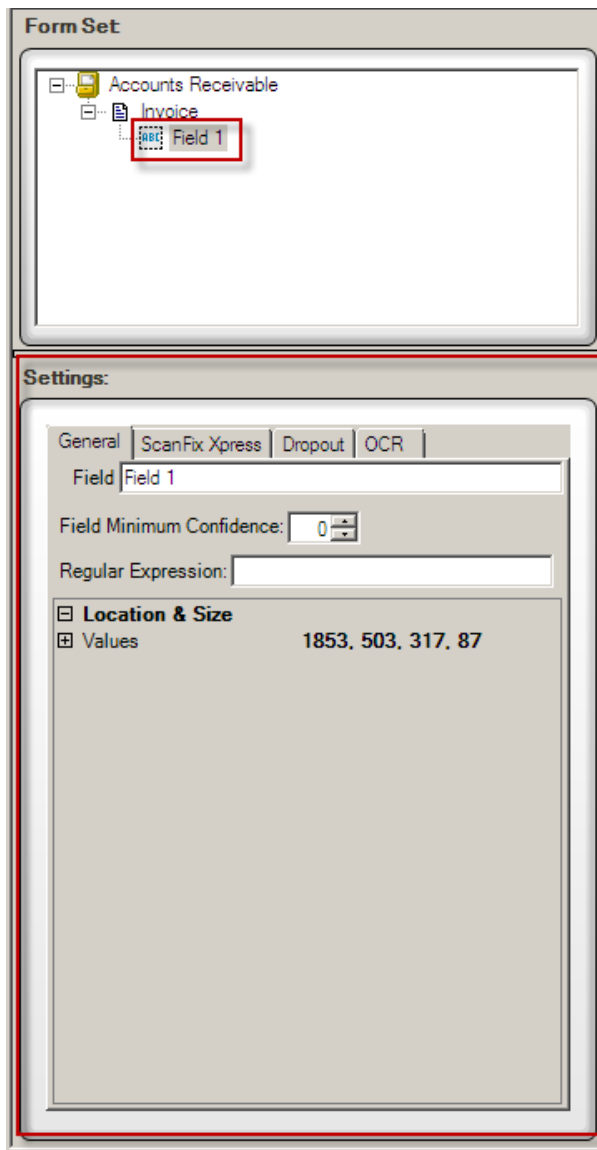 Form Set:
Accounts Receivable
Invoice
ABC Field 1
Settings:
General ScanFix Xpress Dropout OCR
Field Field 1
Field Minimum Confidence: 0
Regular Expression:
Location & Size
Values 1853, 503, 317, 87